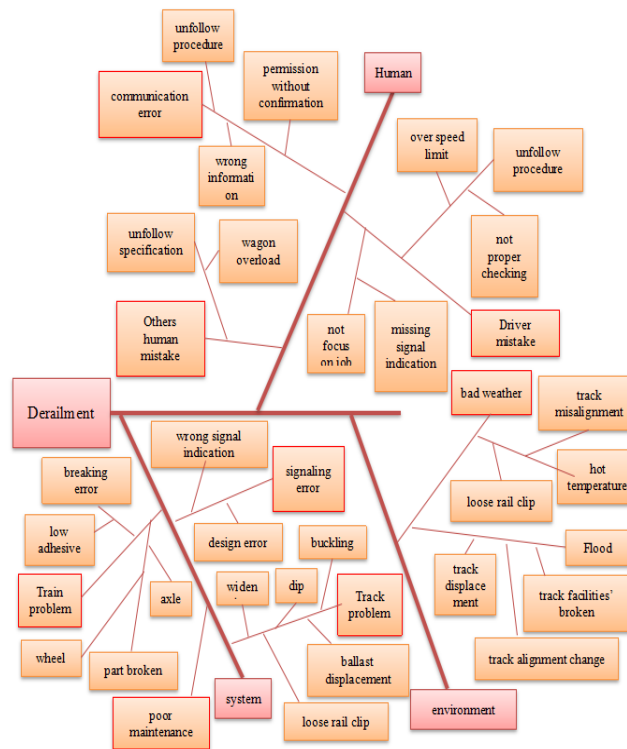 unfollow
procedure
Human
permission
without
confirmation
communication
error
over speed
limit
unfollow
procedure
wrong
informati
on
unfollow
specification
wagon
overload
not
proper
checking
Others
human
mistake
not
focus
on job
missing
signal
indication
Driver
mistake
Derailment
bad weather
track
misalignment
wrong signal
indication
signaling
error
breaking
error
hot
temperature
loose rail clip
low
adhesive
design error
buckling
Flood
Train
problem
axle
widen
dip
Track
problem
track
displace
ment
track facilities'
broken
wheel
part broken
ballast
displacement
track alignment change
system
environment
poor
maintenance
loose rail clip